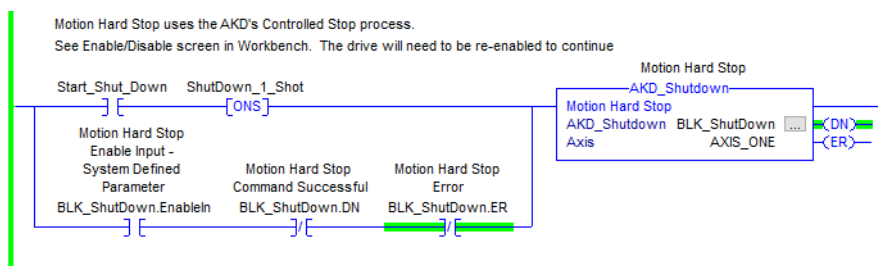 Motion Hard Stop uses the AKD's Controlled Stop process.
See Enable/Disable screen in Workbench. The drive will need to be re-enabled to continue
Motion Hard Stop
Start_Shut_Down ShutDown_1_Shot
AKD_Shutdown
ONS
Motion Hard Stop
AKD_Shutdown BLK_ShutDown ...
DN
Axis AXIS_ONE
ER
Motion Hard Stop
Enable Input -
System Defined
Parameter
BLK_ShutDown.EnableIn
Motion Hard Stop
Command Successful
BLK_ShutDown.DN
Motion Hard Stop
Error
BLK_ShutDown.ER